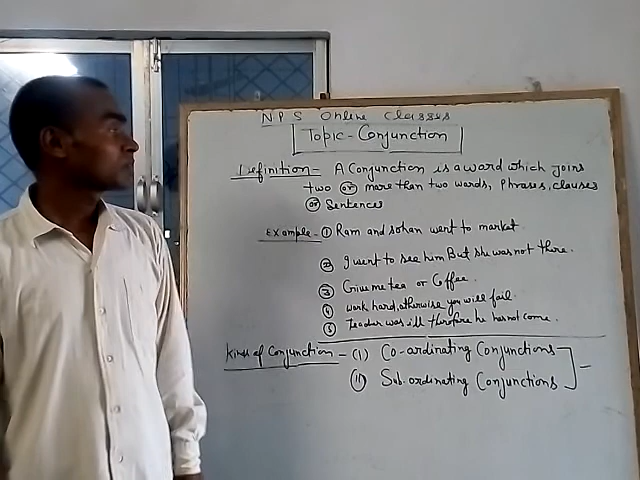 NPS Online Classes
Topic - Conjunction
Definition - A Conjunction is a word which joins
two or more than two words, Phrases, clauses
or Sentences
Example - ① Ram and sohan went to market.
② I went to see him But she was not there.
③ Give me tea or Coffee.
④ work hard, otherwise you will fail.
⑤ Teacher was ill therefore he has not come.
Kinds of Conjunction - (I) Co-ordinating Conjunctions
(II) Sub-ordinating Conjunctions